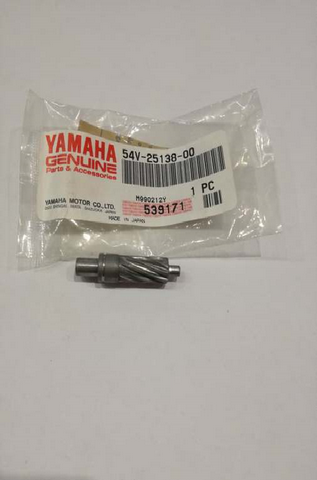 YAMAHA
GENUINE
Parts & Accessories
54V-25138-00
M990212Y
1 PC
539171
YAMAHA MOTOR CO., LTD.
MADE IN JAPAN